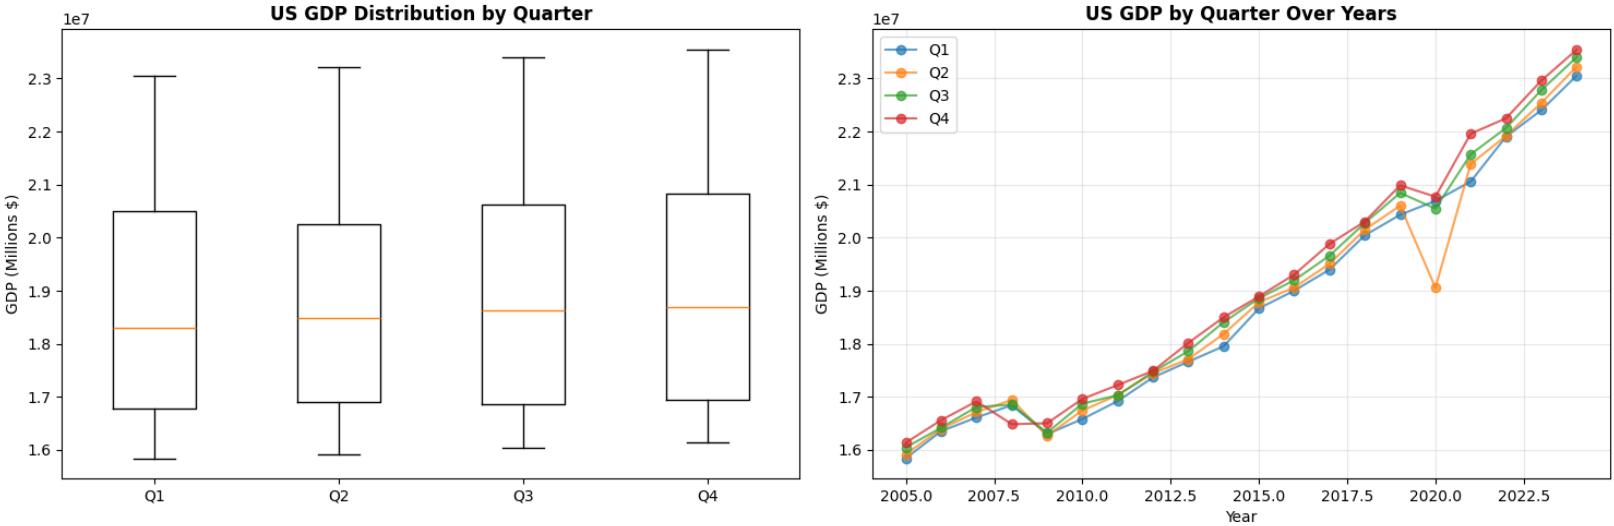 US GDP Distribution by Quarter
1e7
GDP (Millions $)
2.3
2.2
2.1
2.0
1.9
1.8
1.7
1.6
Q1 Q2 Q3 Q4
US GDP by Quarter Over Years
1e7
Q1
Q2
Q3
Q4
GDP (Millions $)
2.3
2.2
2.1
2.0
1.9
1.8
1.7
1.6
2005.0 2007.5 2010.0 2012.5 2015.0 2017.5 2020.0 2022.5
Year